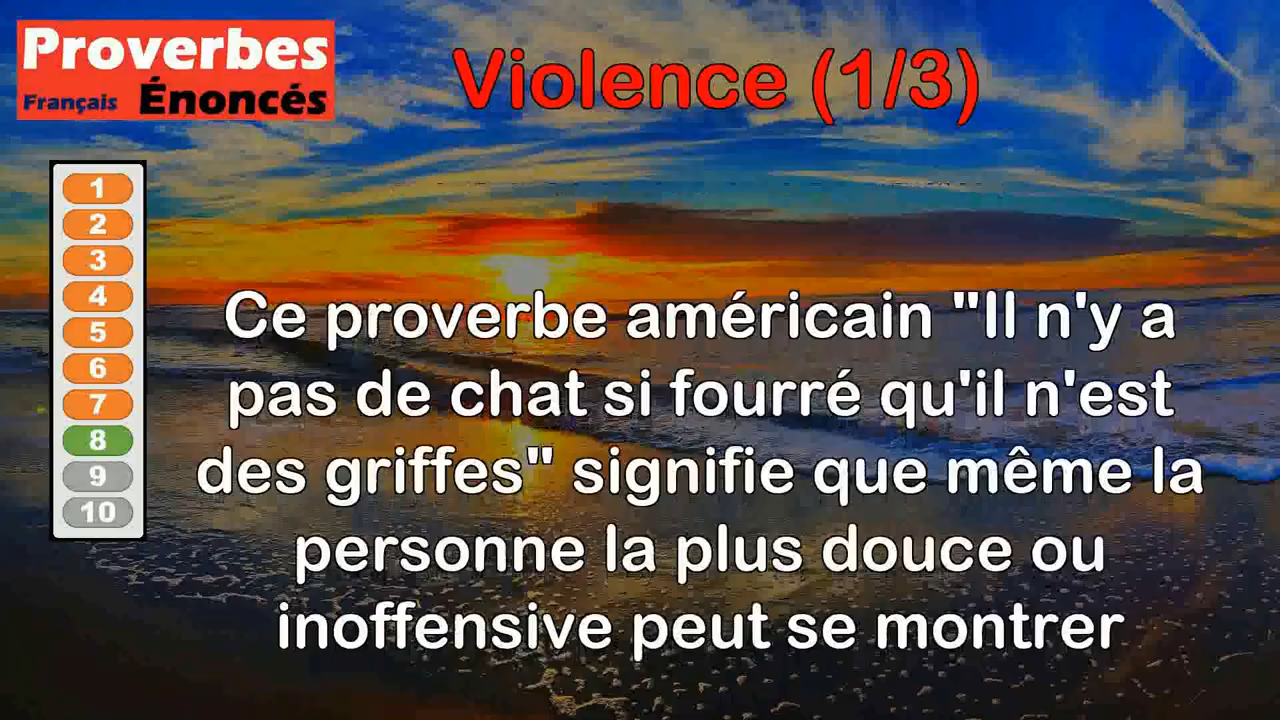 Proverbes
Français Énoncés
Violence (1/3)
1
2
3
4
5
6
7
8
9
10
Ce proverbe américain "Il n'y a
pas de chat si fourré qu'il n'est
des griffes" signifie que même la
personne la plus douce ou
inoffensive peut se montrer